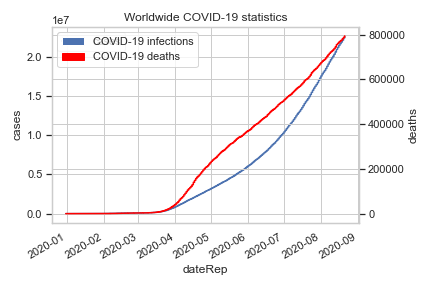 Worldwide COVID-19 statistics
1e7
COVID-19 infections
COVID-19 deaths
2.0
1.5
1.0
0.5
0.0
cases
800000
600000
400000
200000
0
deaths
2020-01
2020-02
2020-03
2020-04
2020-05
2020-06
2020-07
2020-08
2020-09
dateRep